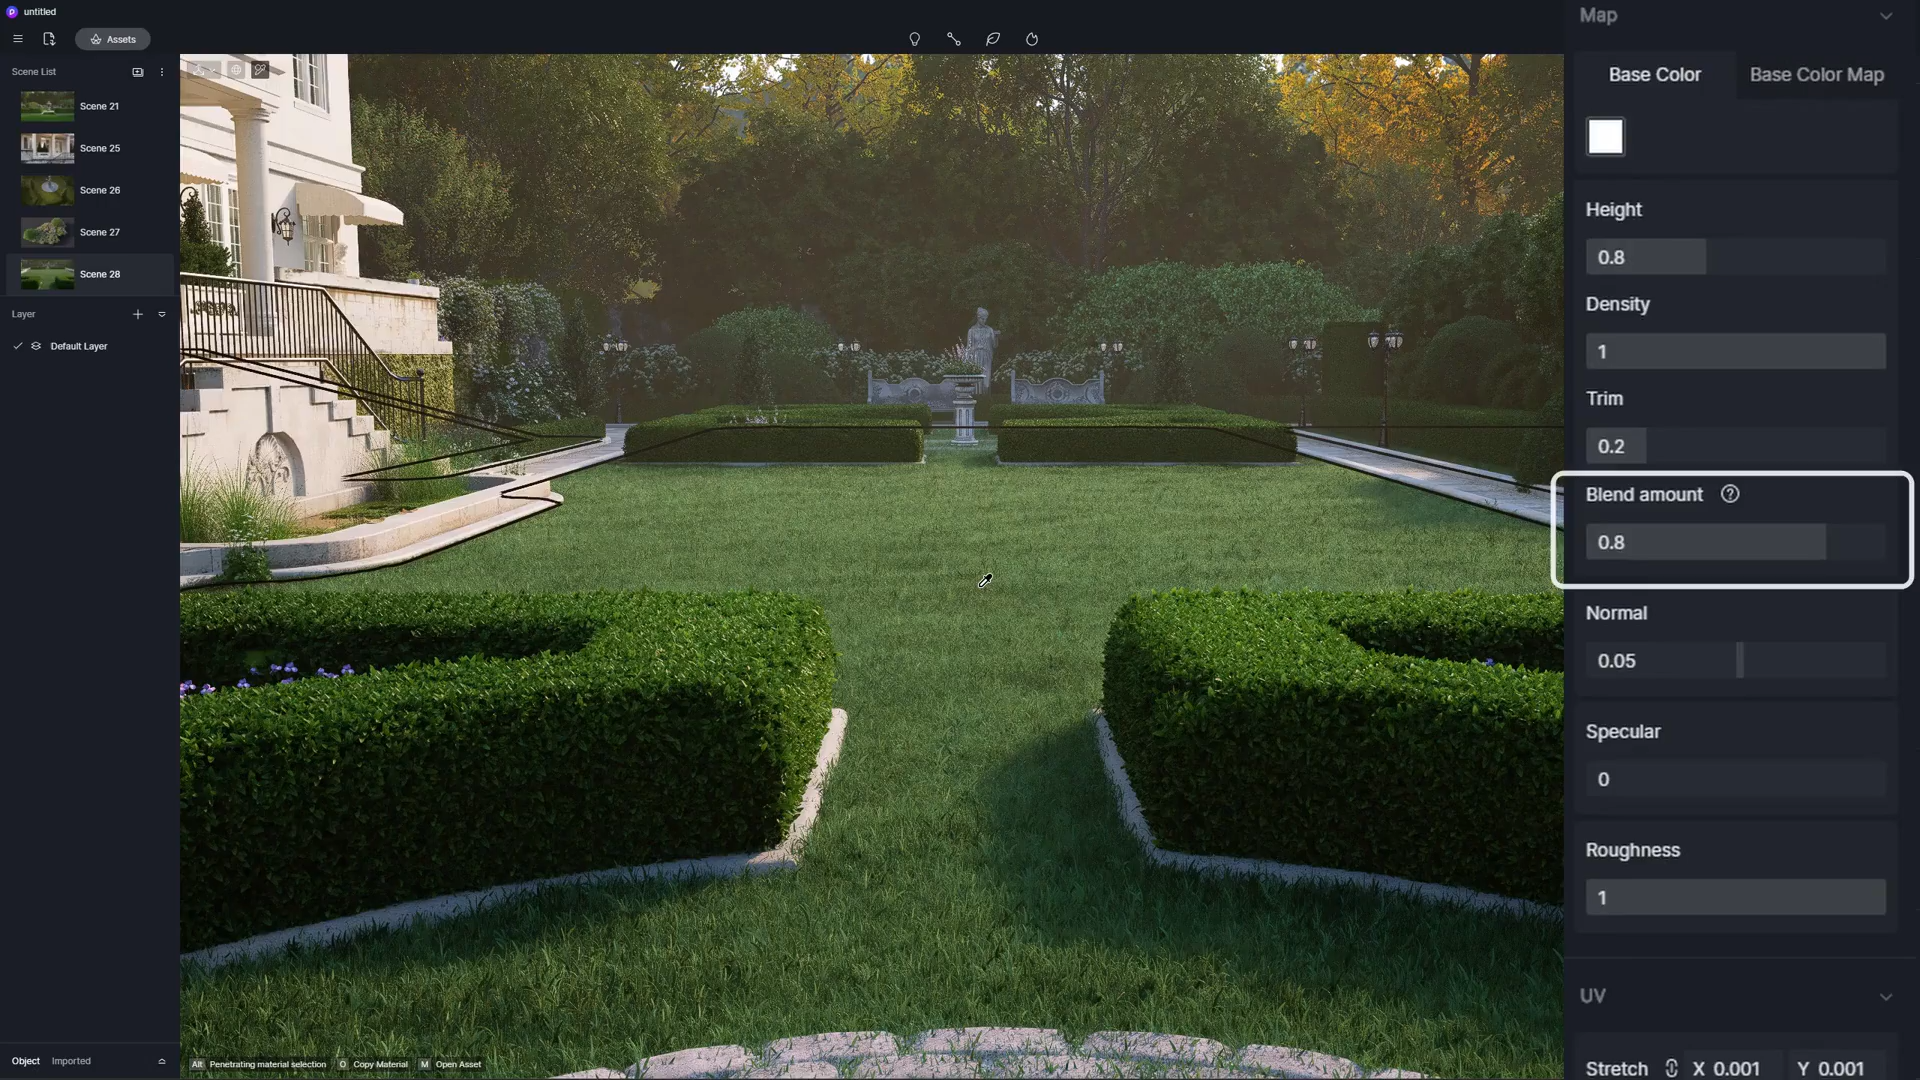 untitled
Assets
Scene List
Scene 21
Scene 25
Scene 26
Scene 27
Scene 28
Layer
Default Layer
Object Imported
Alt Penetrating material selection O Copy Material M Open Asset
Map
Base Color Base Color Map
Height
0.8
Density
1
Trim
0.2
Blend amount ?
0.8
Normal
0.05
Specular
0
Roughness
1
UV
Stretch X 0.001 Y 0.001